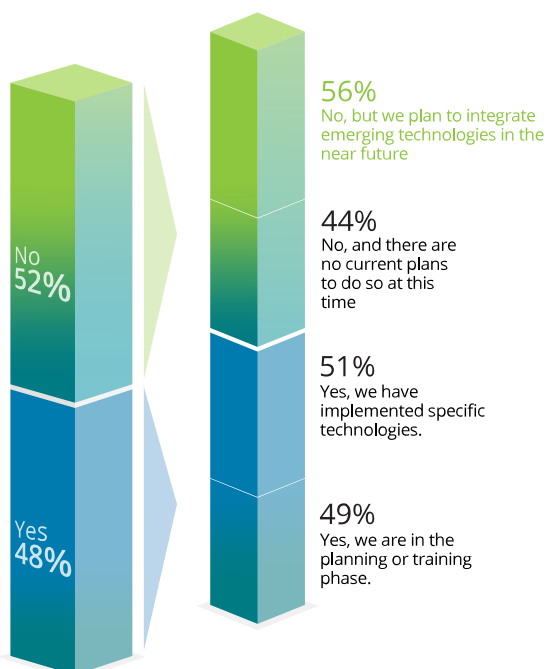 No
52%
Yes
48%
56%
No, but we plan to integrate
emerging technologies in the
near future
44%
No, and there are
no current plans
to do so at this
time
51%
Yes, we have
implemented specific
technologies.
49%
Yes, we are in the
planning or training
phase.